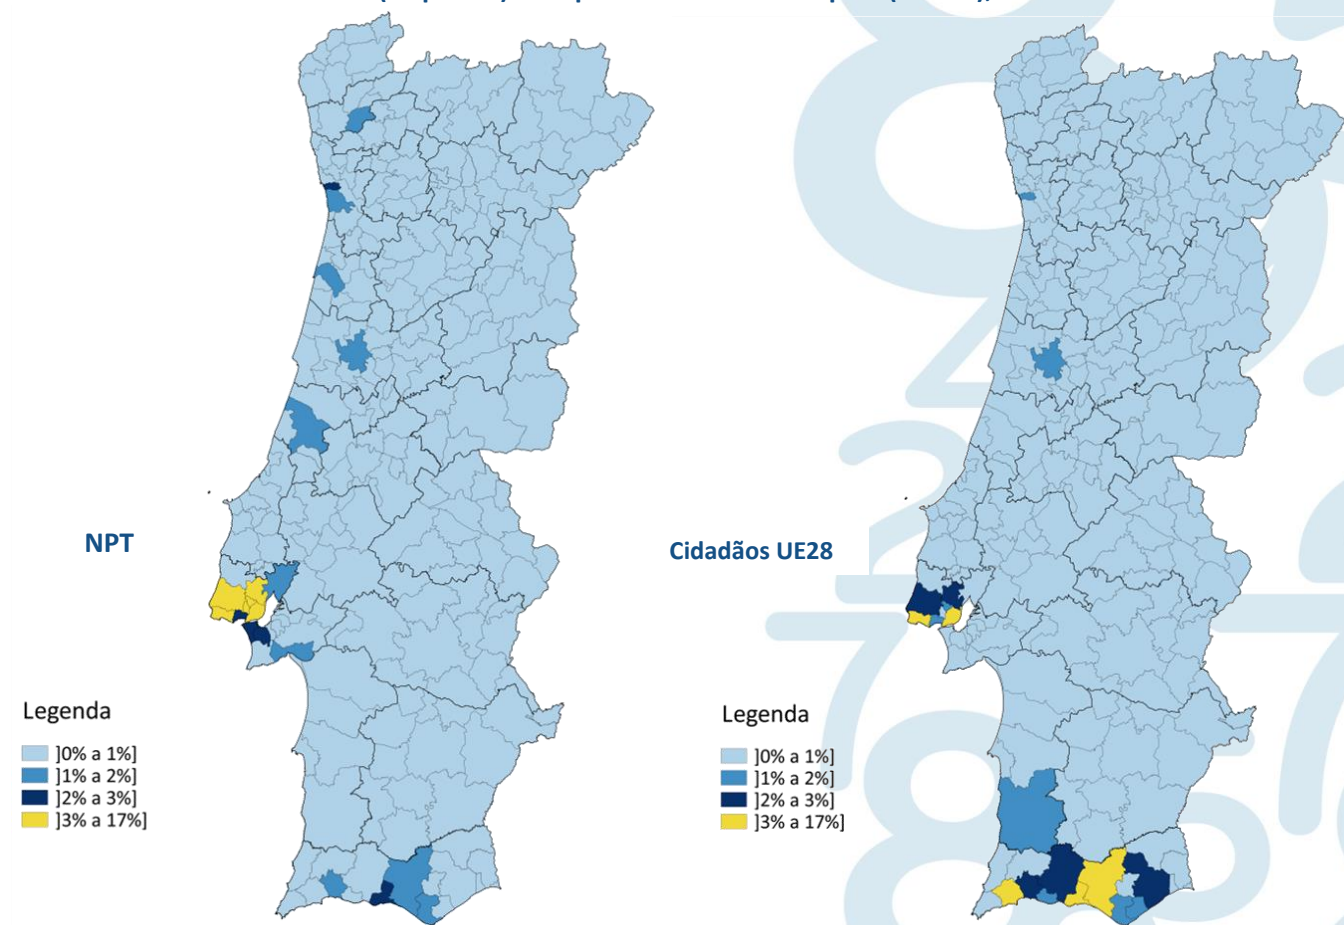 NPT
Cidadãos UE28
Legenda
]0% a 1%]
]1% a 2%]
]2% a 3%]
]3% a 17%]
Legenda
]0% a 1%]
]1% a 2%]
]2% a 3%]
]3% a 17%]